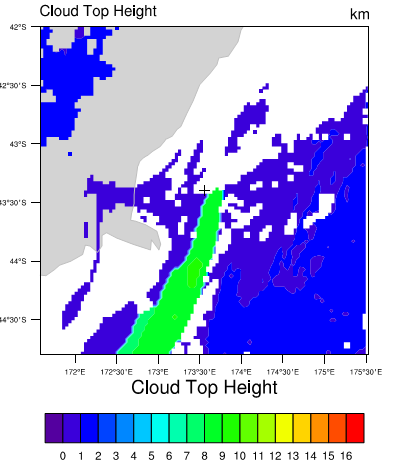 Cloud Top Height km
42°S
42°30'S
43°S
43°30'S
44°S
44°30'S
172°E 172°30'E 173°E 173°30'E 174°E 174°30'E 175°E 175°30'E
Cloud Top Height
0 1 2 3 4 5 6 7 8 9 10 11 12 13 14 15 16